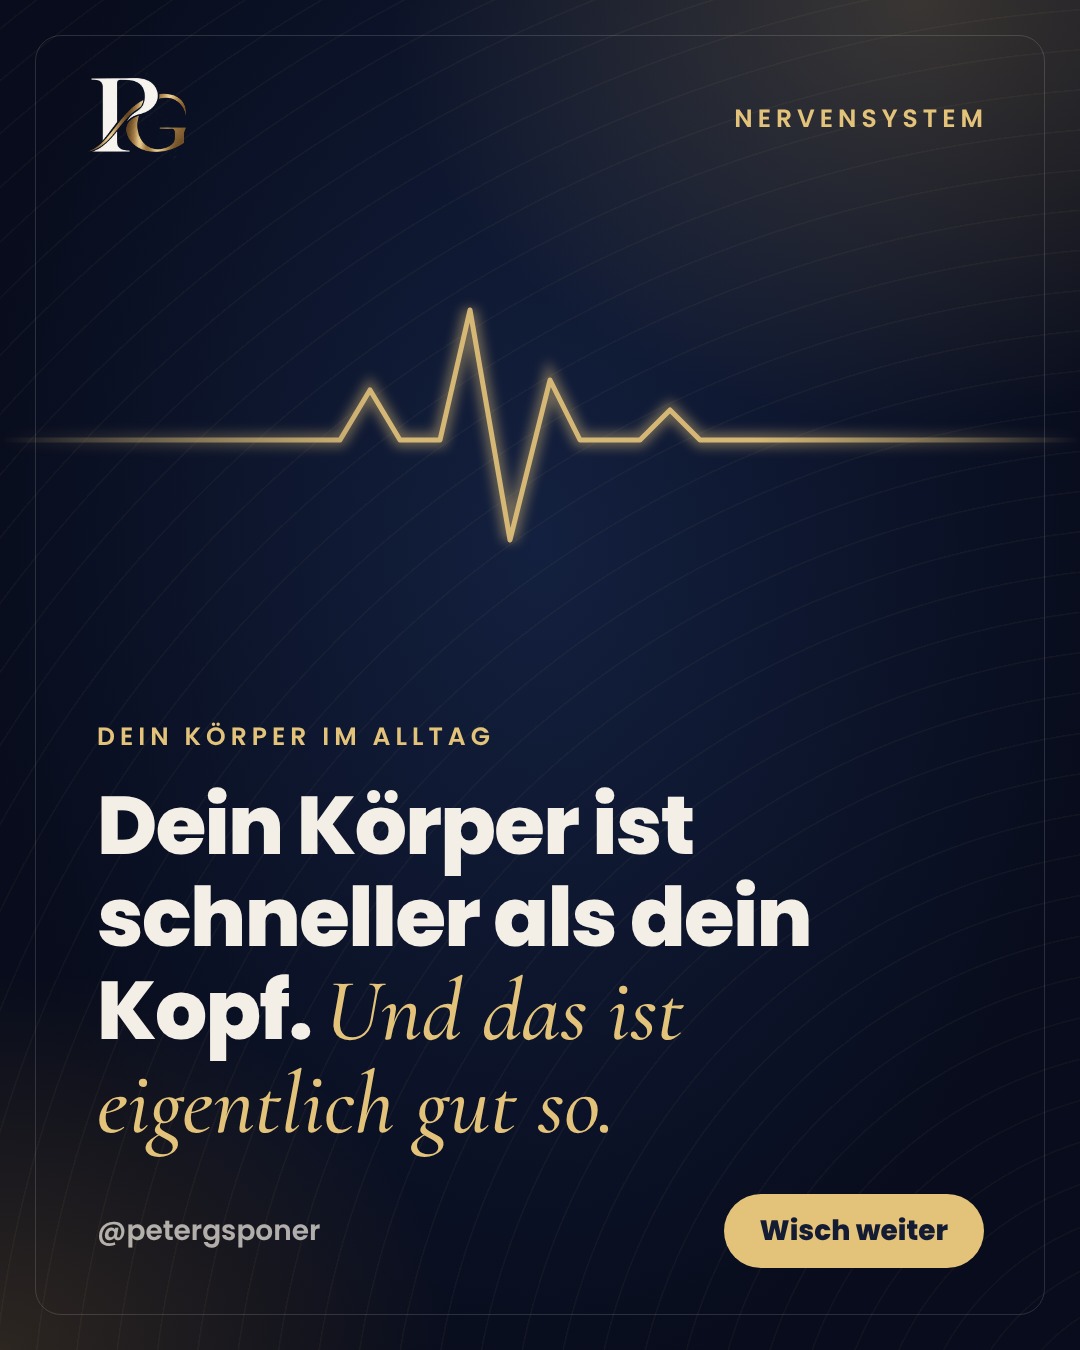 PG
NERVENSYSTEM
DEIN KÖRPER IM ALLTAG
Dein Körper ist
schneller als dein
Kopf. Und das ist
eigentlich gut so.
@petergsponer
Wisch weiter